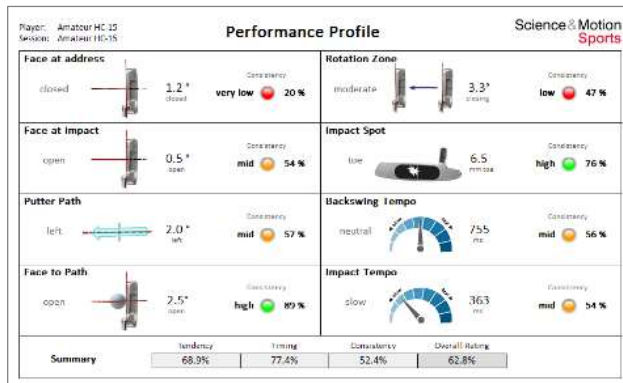 Player: Amateur HC-15
Session: Amateur HC-15
Performance Profile
Science&Motion
Sports
Face at address
closed
1.2 °
closed
Consistency
very low 20 %
Rotation Zone
moderate
3.3°
closing
Consistency
low 47 %
Face at Impact
open
0.5 °
open
Consistency
mid 54 %
Impact Spot
toe
6.5
mm toe
Consistency
high 76 %
Putter Path
left
2.0 °
left
Consistency
mid 57 %
Backswing Tempo
neutral
slow
755
ms
Consistency
mid 56 %
Face to Path
open
2.5°
open
Consistency
high 89 %
Impact Tempo
slow
slow
363
ms
Consistency
mid 54 %
Summary
Tendency Timing Consistency Overall Rating
68.9% 77.4% 52.4% 62.8%